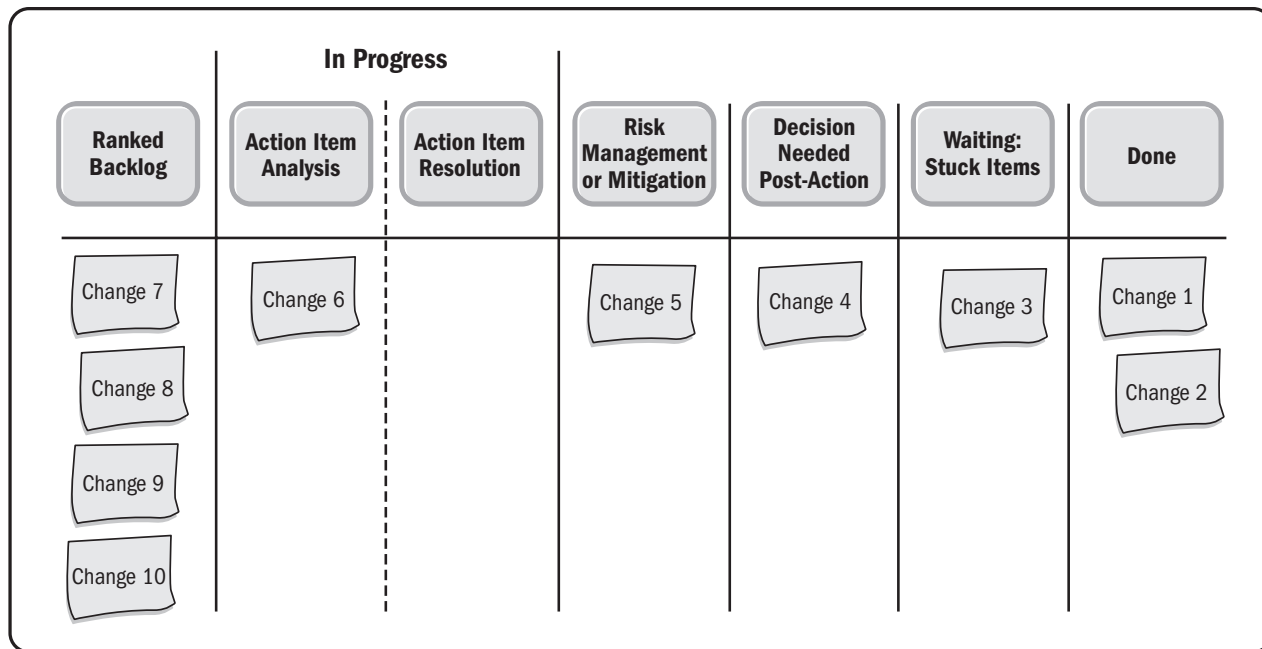 In Progress
Ranked
Backlog
Action Item
Analysis
Action Item
Resolution
Risk
Management
or Mitigation
Decision
Needed
Post-Action
Waiting:
Stuck Items
Done
Change 7
Change 6
Change 5
Change 4
Change 3
Change 1
Change 8
Change 2
Change 9
Change 10